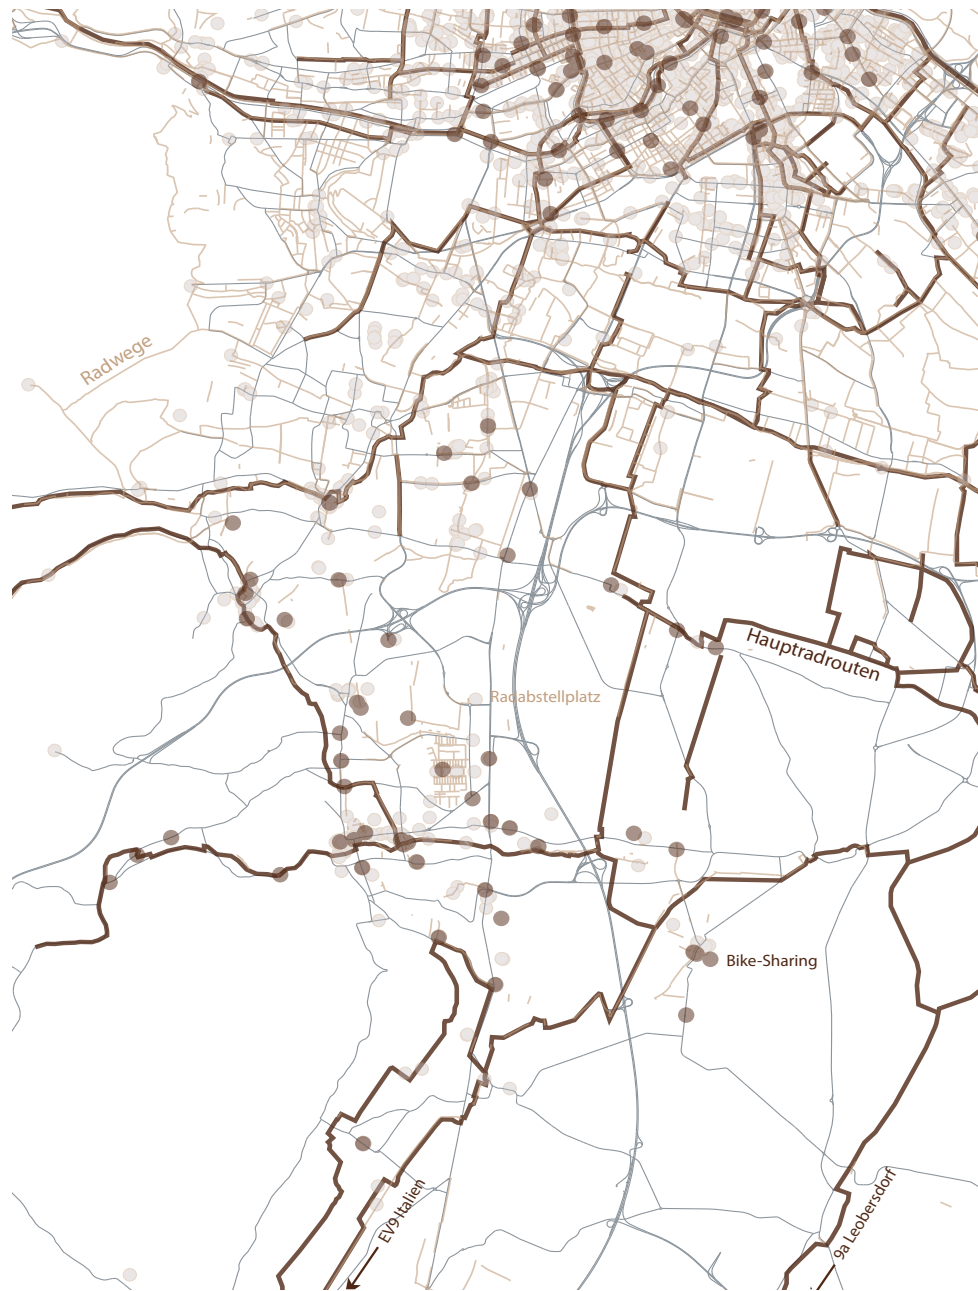 Radwege
Hauptradrouten
Radabstellplatz
Bike-Sharing
EV9 Italien
9a Leobersdorf